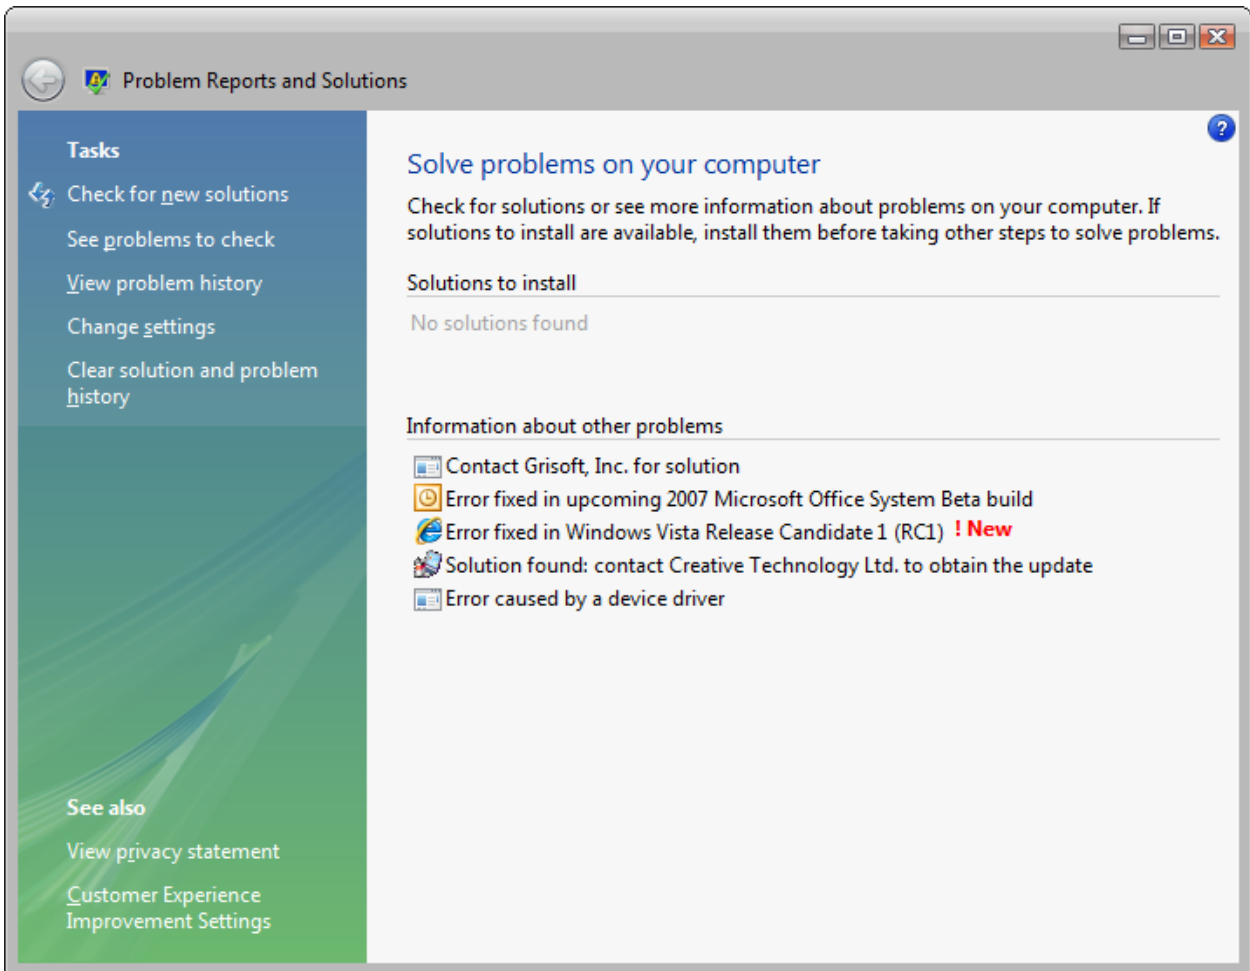 Problem Reports and Solutions
Tasks
Check for new solutions
See problems to check
View problem history
Change settings
Clear solution and problem
history
See also
View privacy statement
Customer Experience
Improvement Settings
?
Solve problems on your computer
Check for solutions or see more information about problems on your computer. If
solutions to install are available, install them before taking other steps to solve problems.
Solutions to install
No solutions found
Information about other problems
Contact Grisoft, Inc. for solution
Error fixed in upcoming 2007 Microsoft Office System Beta build
Error fixed in Windows Vista Release Candidate 1 (RC1) ! New
Solution found: contact Creative Technology Ltd. to obtain the update
Error caused by a device driver